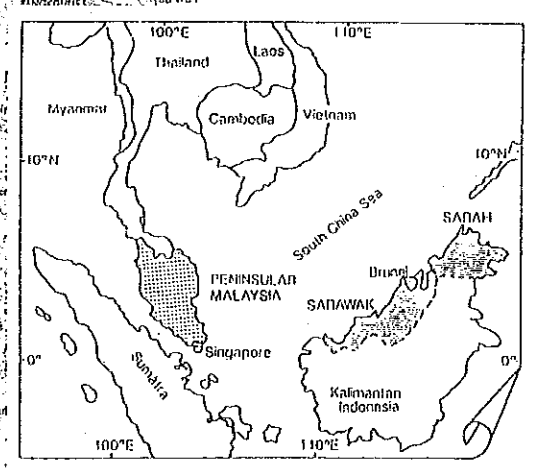 100°E
110°E
Thailand
Laos
Myanmar
Cambodia
Vietnam
10°N
10°N
South China Sea
SABAH
Brunei
PENINSULAR
MALAYSIA
SARAWAK
Singapore
0°
0°
Sumatra
Kalimantan
Indonesia
100°E
110°E